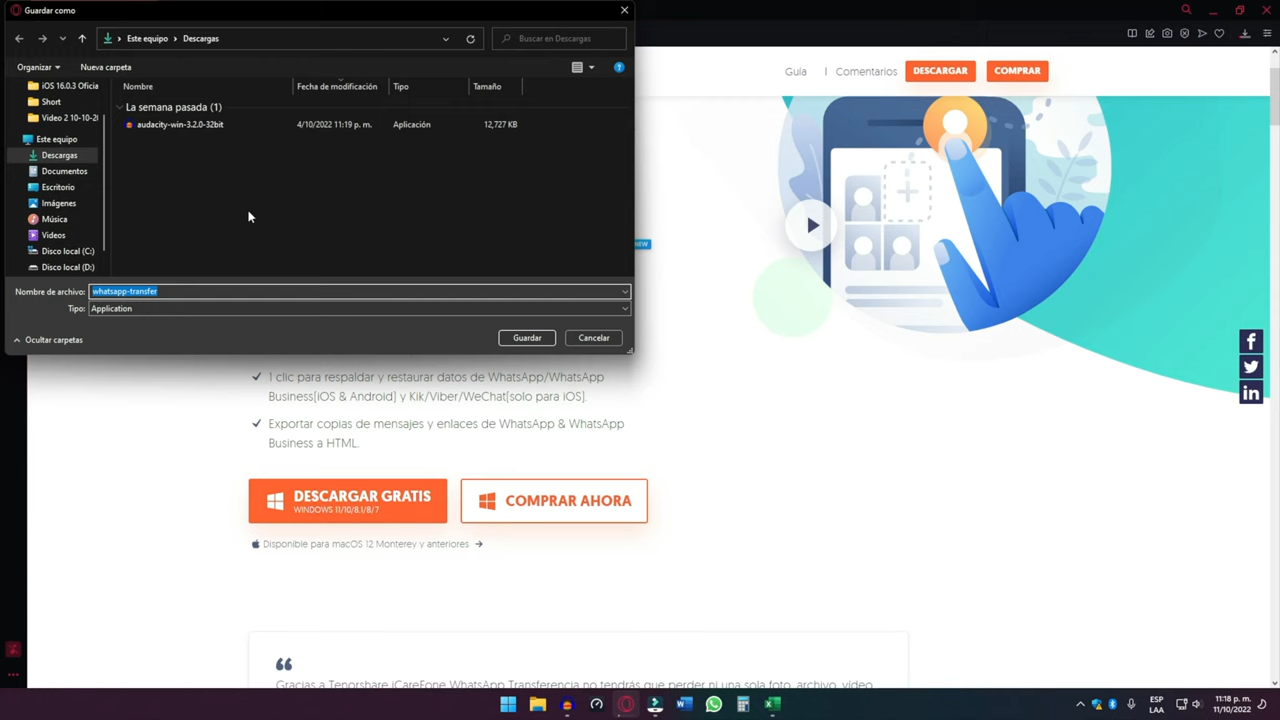 Guardar como
Este equipo > Descargas
Buscar en Descargas
Organizar
Nueva carpeta
iOS 16.0.3 Oficia
Short
Video 2 10-10-2
Este equipo
Descargas
Documentos
Escritorio
Imágenes
Música
Videos
Disco local (C:)
Disco local (D:)
Nombre
Fecha de modificación
Tipo
Tamaño
La semana pasada (1)
audacity-win-3.2.0-32bit
4/10/2022 11:19 p. m.
Aplicación
12,727 KB
Nombre de archivo:
whatsapp-transfer
Tipo:
Application
Ocultar carpetas
Guardar
Cancelar
Guía
Comentarios
DESCARGAR
COMPRAR
NEW
1 clic para respaldar y restaurar datos de WhatsApp/WhatsApp
Business[iOS & Android) y Kik/Viber/WeChat[solo para iOS].
Exportar copias de mensajes y enlaces de WhatsApp & WhatsApp
Business a HTML.
DESCARGAR GRATIS
WINDOWS 11/10/8.1/8/7
COMPRAR AHORA
Disponible para macOS 12 Monterey y anteriores
Gracias a Tenorshare iCareFone WhatsApp Transferencia no tendrás que perder ni una sola foto, archivo, vídeo
ESP
LAA
11:18 p. m.
11/10/2022